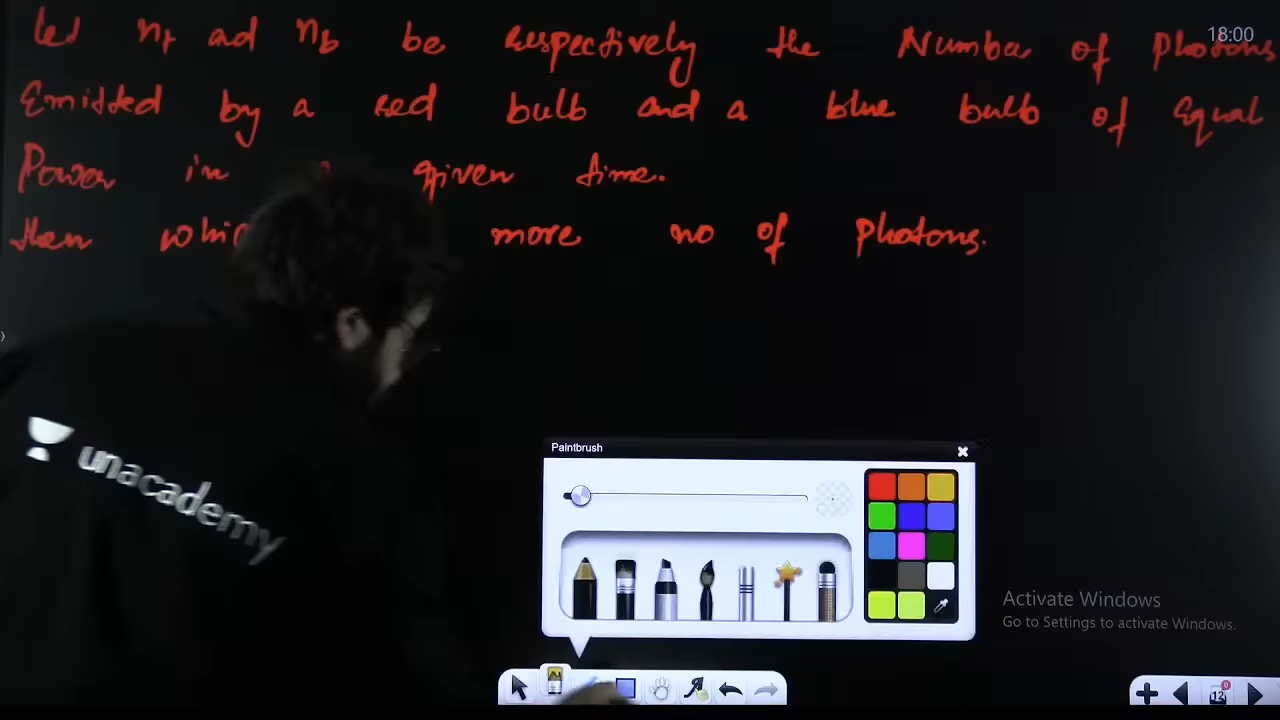 18:00
let nr and nb be respectively the Number of Photons
Emitted by a red bulb and a blue bulb of Equal
Power in given time.
then more no of Photons.
unacademy
Paintbrush
Activate Windows
Go to Settings to activate Windows.
12